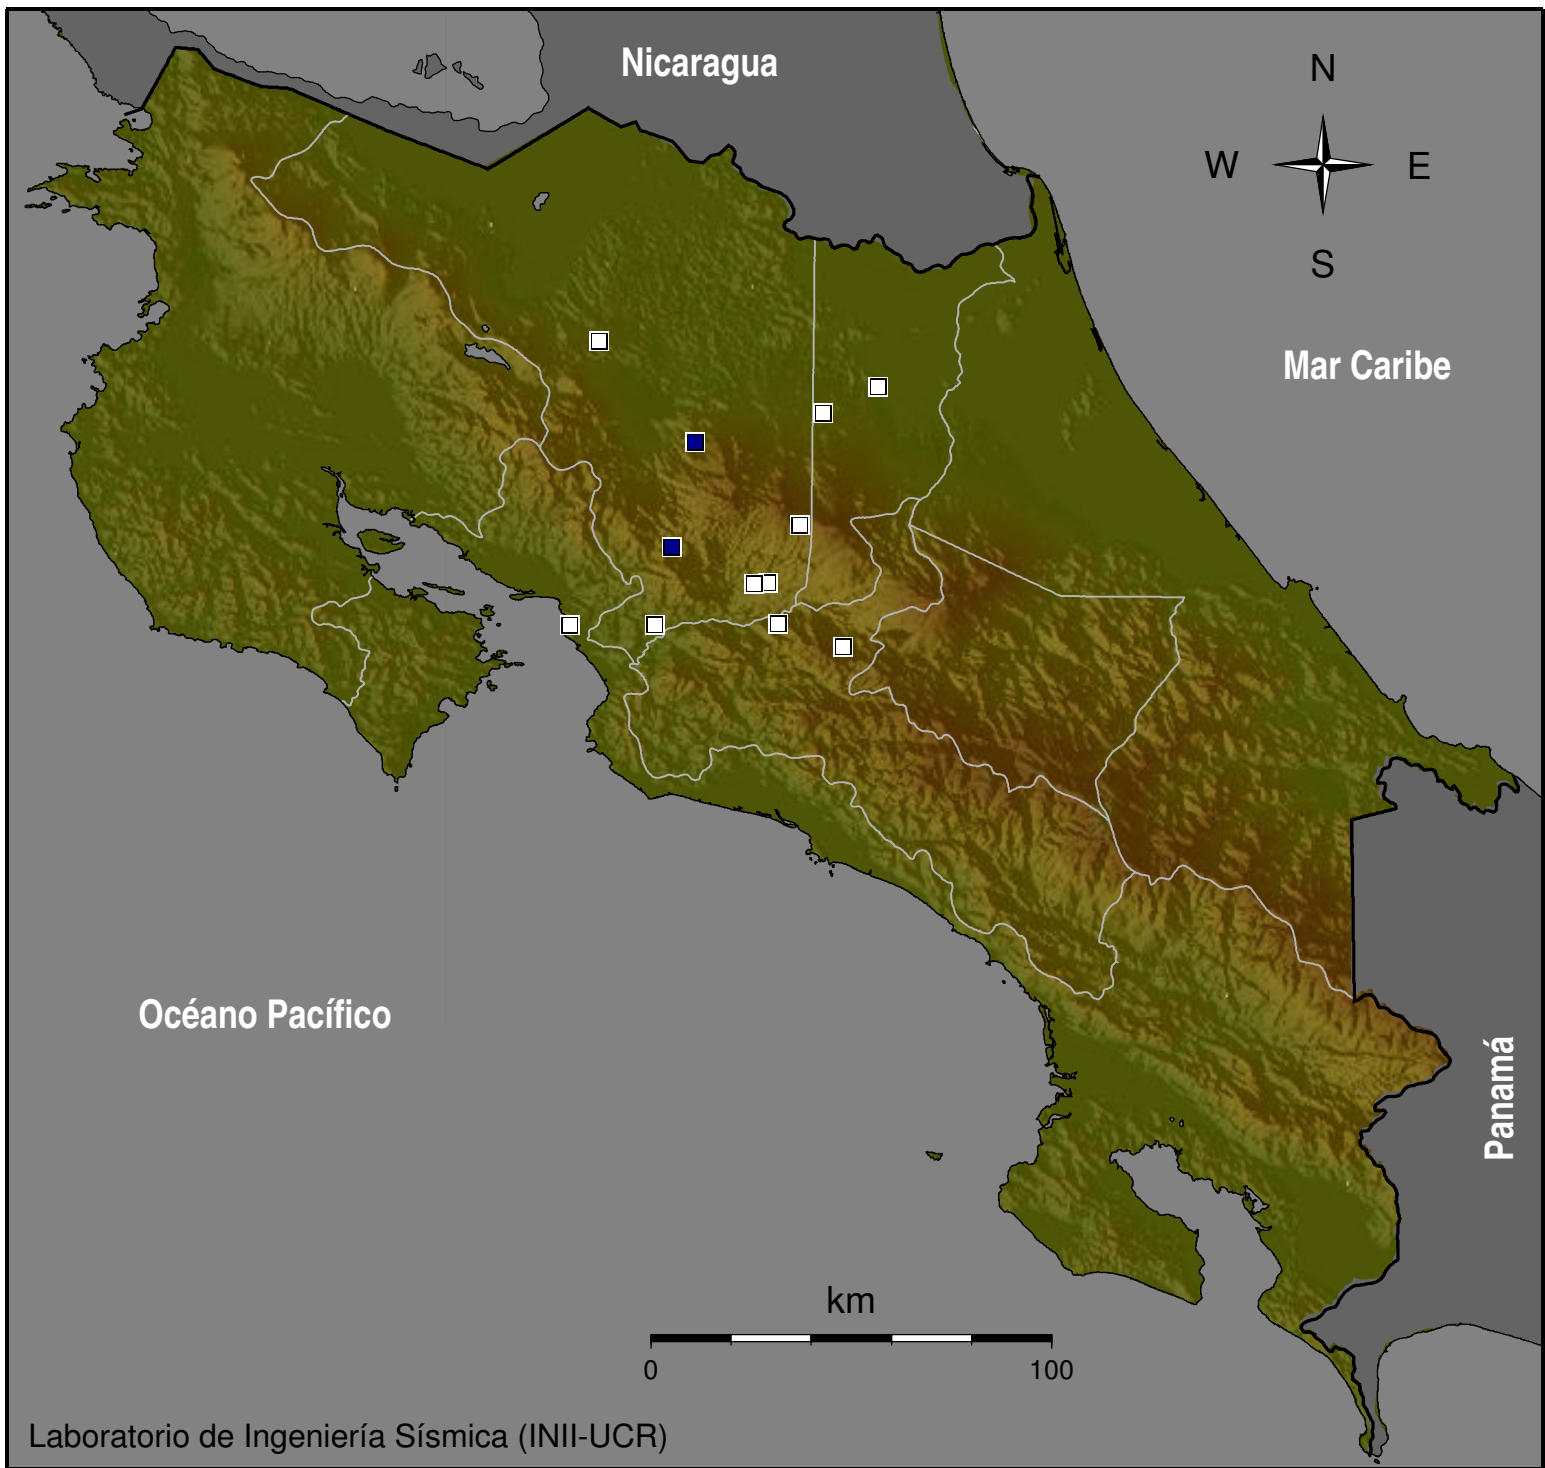 Nicaragua
N
W
E
S
Mar Caribe
Océano Pacífico
Panamá
km
0
100
Laboratorio de Ingeniería Sísmica (INII-UCR)